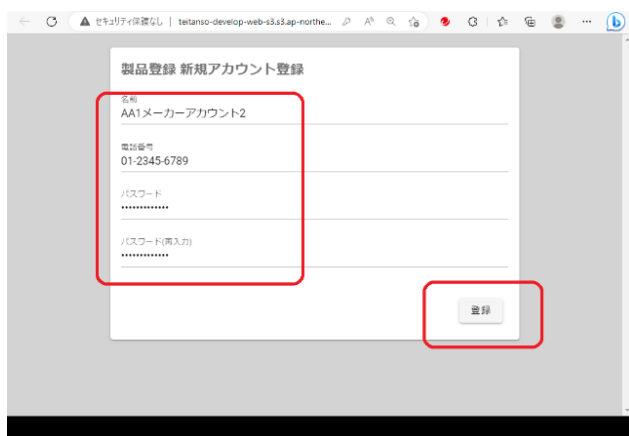 セキュリティ保護なし | teitanso-develop-web-s3.s3.ap-northe...
製品登録 新規アカウント登録
名前
AA1メーカーアカウント2
電話番号
01-2345-6789
パスワード
•••••••••••••
パスワード(再入力)
•••••••••••••
登録